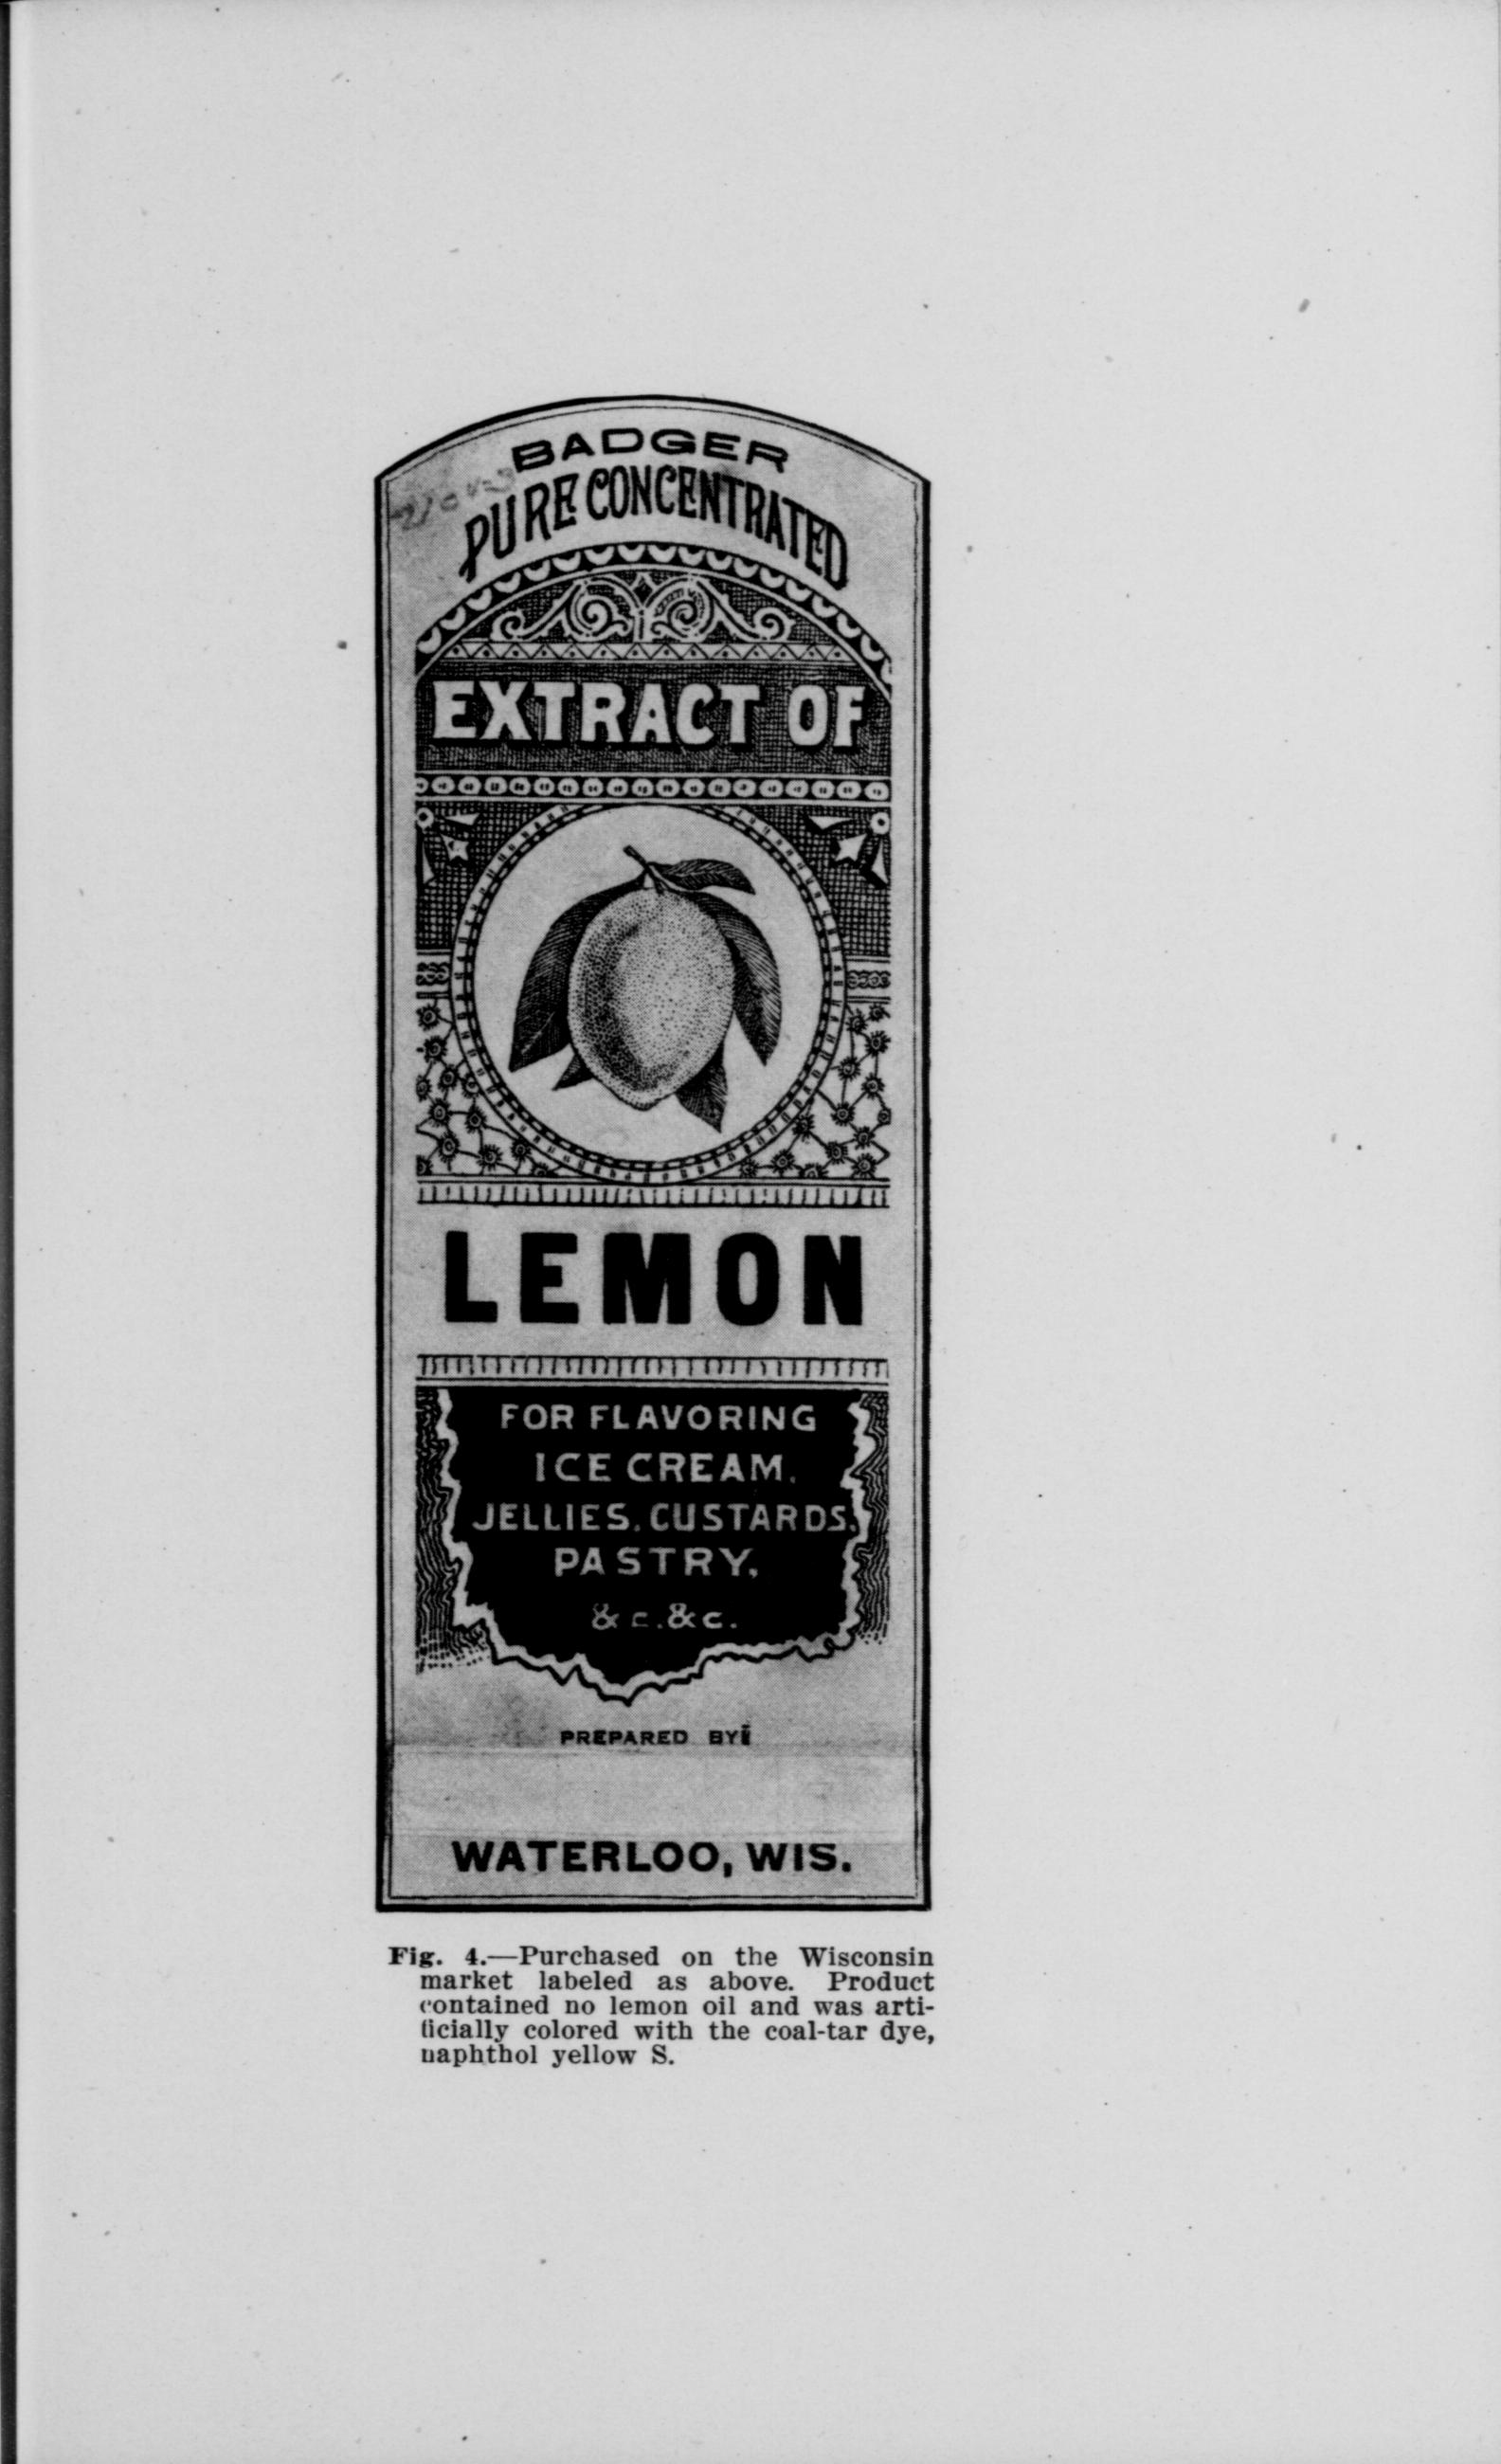 BADGER
PURE CONCENTRATED
EXTRACT OF
LEMON
FOR FLAVORING
ICE CREAM.
JELLIES. CUSTARDS.
PASTRY.
&c.&c.
PREPARED BY
WATERLOO, WIS.
Fig. 4.—Purchased on the Wisconsin
market labeled as above. Product
contained no lemon oil and was arti-
ficially colored with the coal-tar dye,
naphthol yellow S.